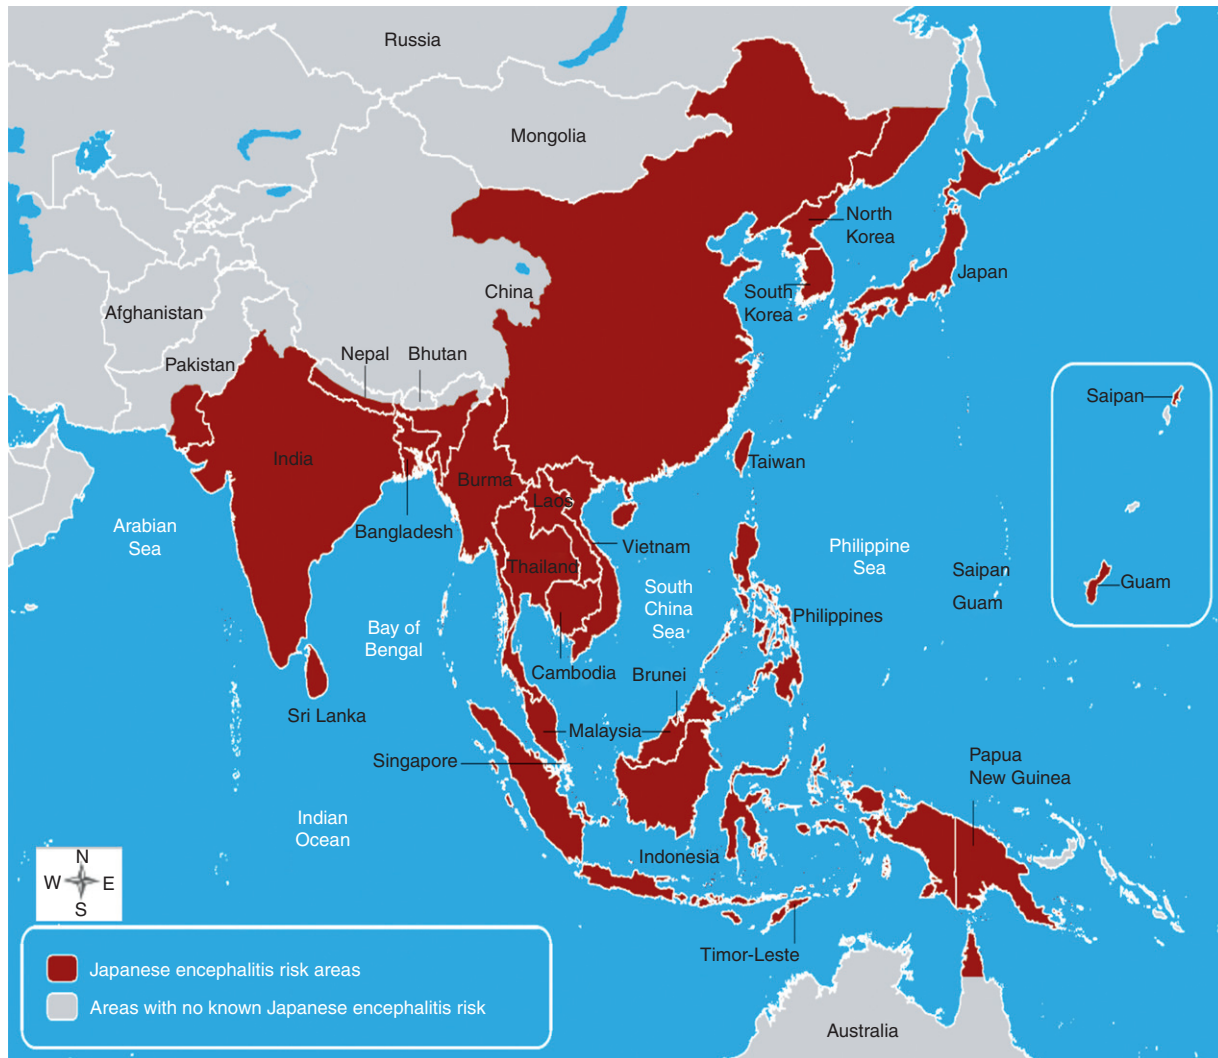 Russia
Mongolia
North
Korea
Japan
China
South
Korea
Afghanistan
Pakistan
Nepal
Bhutan
Saipan
India
Burma
Taiwan
Laos
Bangladesh
Arabian
Sea
Vietnam
Philippine
Sea
Thailand
Saipan
Guam
Guam
South
China
Sea
Philippines
Bay of
Bengal
Cambodia
Brunei
Sri Lanka
Malaysia
Singapore
Papua
New Guinea
Indian
Ocean
Indonesia
N
W
E
S
Timor-Leste
Australia
Japanese encephalitis risk areas
Areas with no known Japanese encephalitis risk